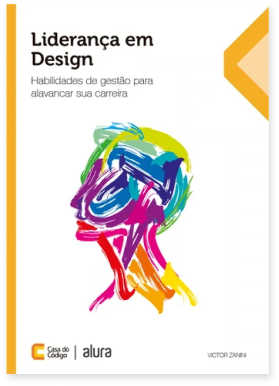 Liderança em
Design
Habilidades de gestão para
alavancar sua carreira
Casa do
Código
alura
VICTOR ZANINI